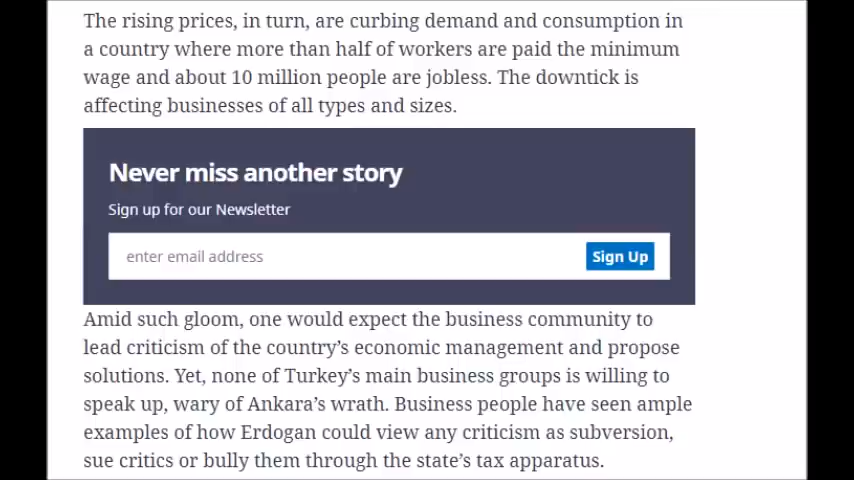 The rising prices, in turn, are curbing demand and consumption in
a country where more than half of workers are paid the minimum
wage and about 10 million people are jobless. The downtick is
affecting businesses of all types and sizes.
Never miss another story
Sign up for our Newsletter
enter email address
Sign Up
Amid such gloom, one would expect the business community to
lead criticism of the country’s economic management and propose
solutions. Yet, none of Turkey’s main business groups is willing to
speak up, wary of Ankara’s wrath. Business people have seen ample
examples of how Erdogan could view any criticism as subversion,
sue critics or bully them through the state’s tax apparatus.